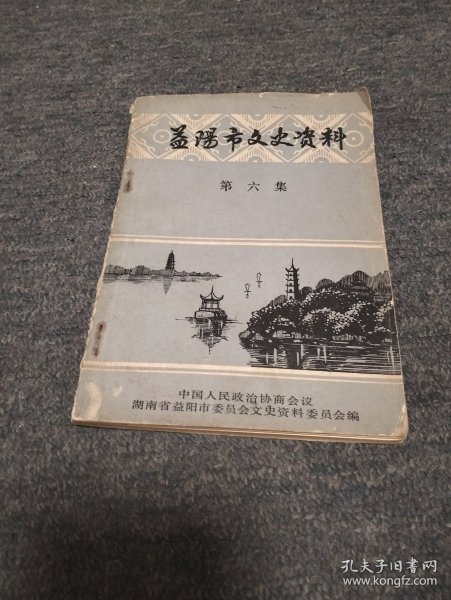 益陽市文史资料
第六集
中国人民政治协商会议
湖南省益阳市委员会文史资料委员会编
孔夫子旧书网
www.kongfz.com